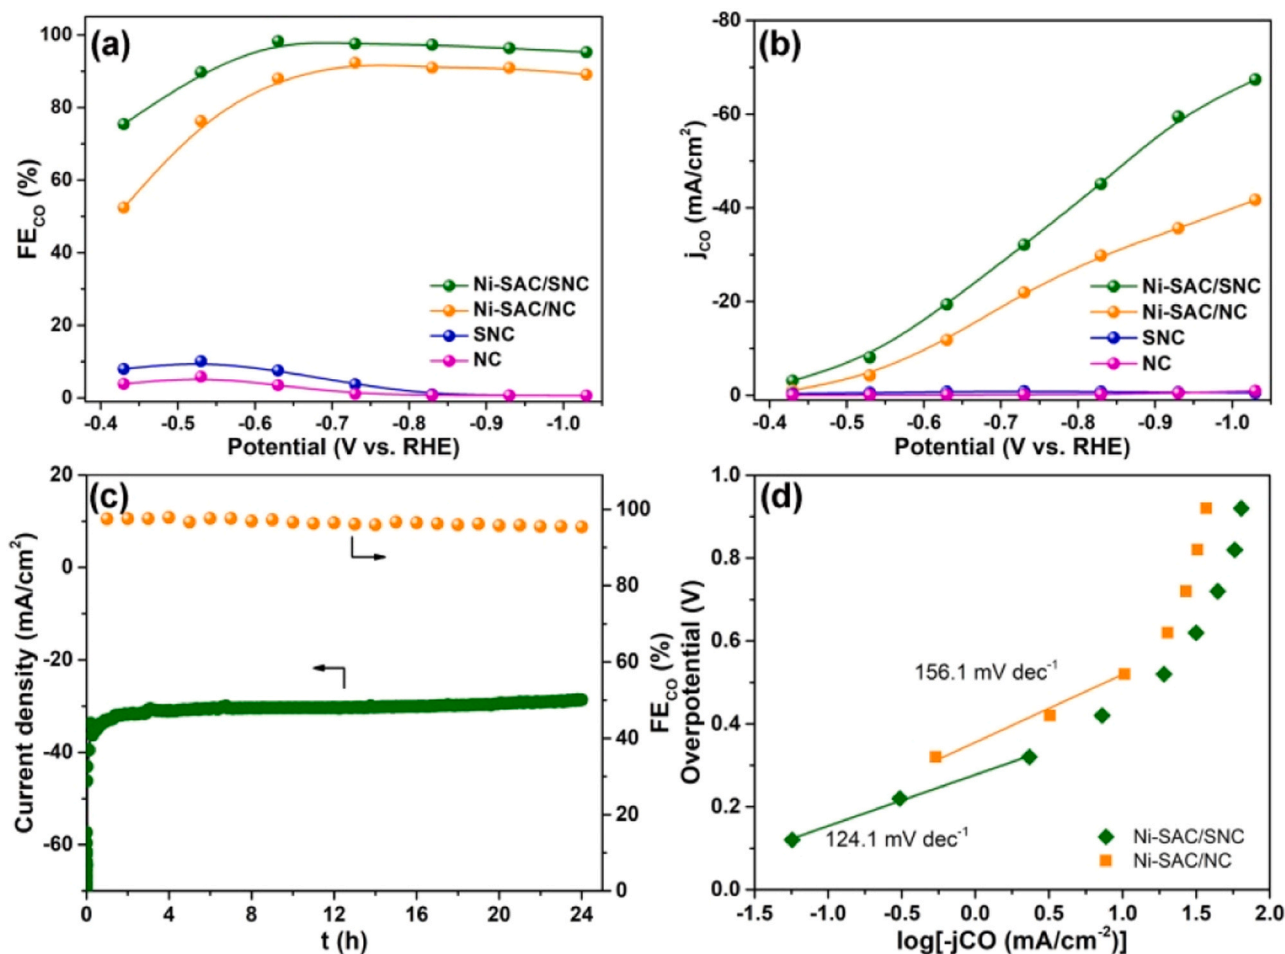 (a)
100
80
60
40
20
0
FE_CO (%)
Ni-SAC/SNC
Ni-SAC/NC
SNC
NC
-0.4 -0.5 -0.6 -0.7 -0.8 -0.9 -1.0
Potential (V vs. RHE)
(b)
-80
-60
-40
-20
0
j_CO (mA/cm²)
Ni-SAC/SNC
Ni-SAC/NC
SNC
NC
-0.4 -0.5 -0.6 -0.7 -0.8 -0.9 -1.0
Potential (V vs. RHE)
(c)
20
0
-20
-40
-60
Current density (mA/cm²)
100
80
60
40
20
0
FE_CO (%)
0 4 8 12 16 20 24
t (h)
(d)
1.0
0.8
0.6
0.4
0.2
0.0
Overpotential (V)
156.1 mV dec⁻¹
124.1 mV dec⁻¹
Ni-SAC/SNC
Ni-SAC/NC
-1.5 -1.0 -0.5 0.0 0.5 1.0 1.5 2.0
log[-jCO (mA/cm⁻²)]